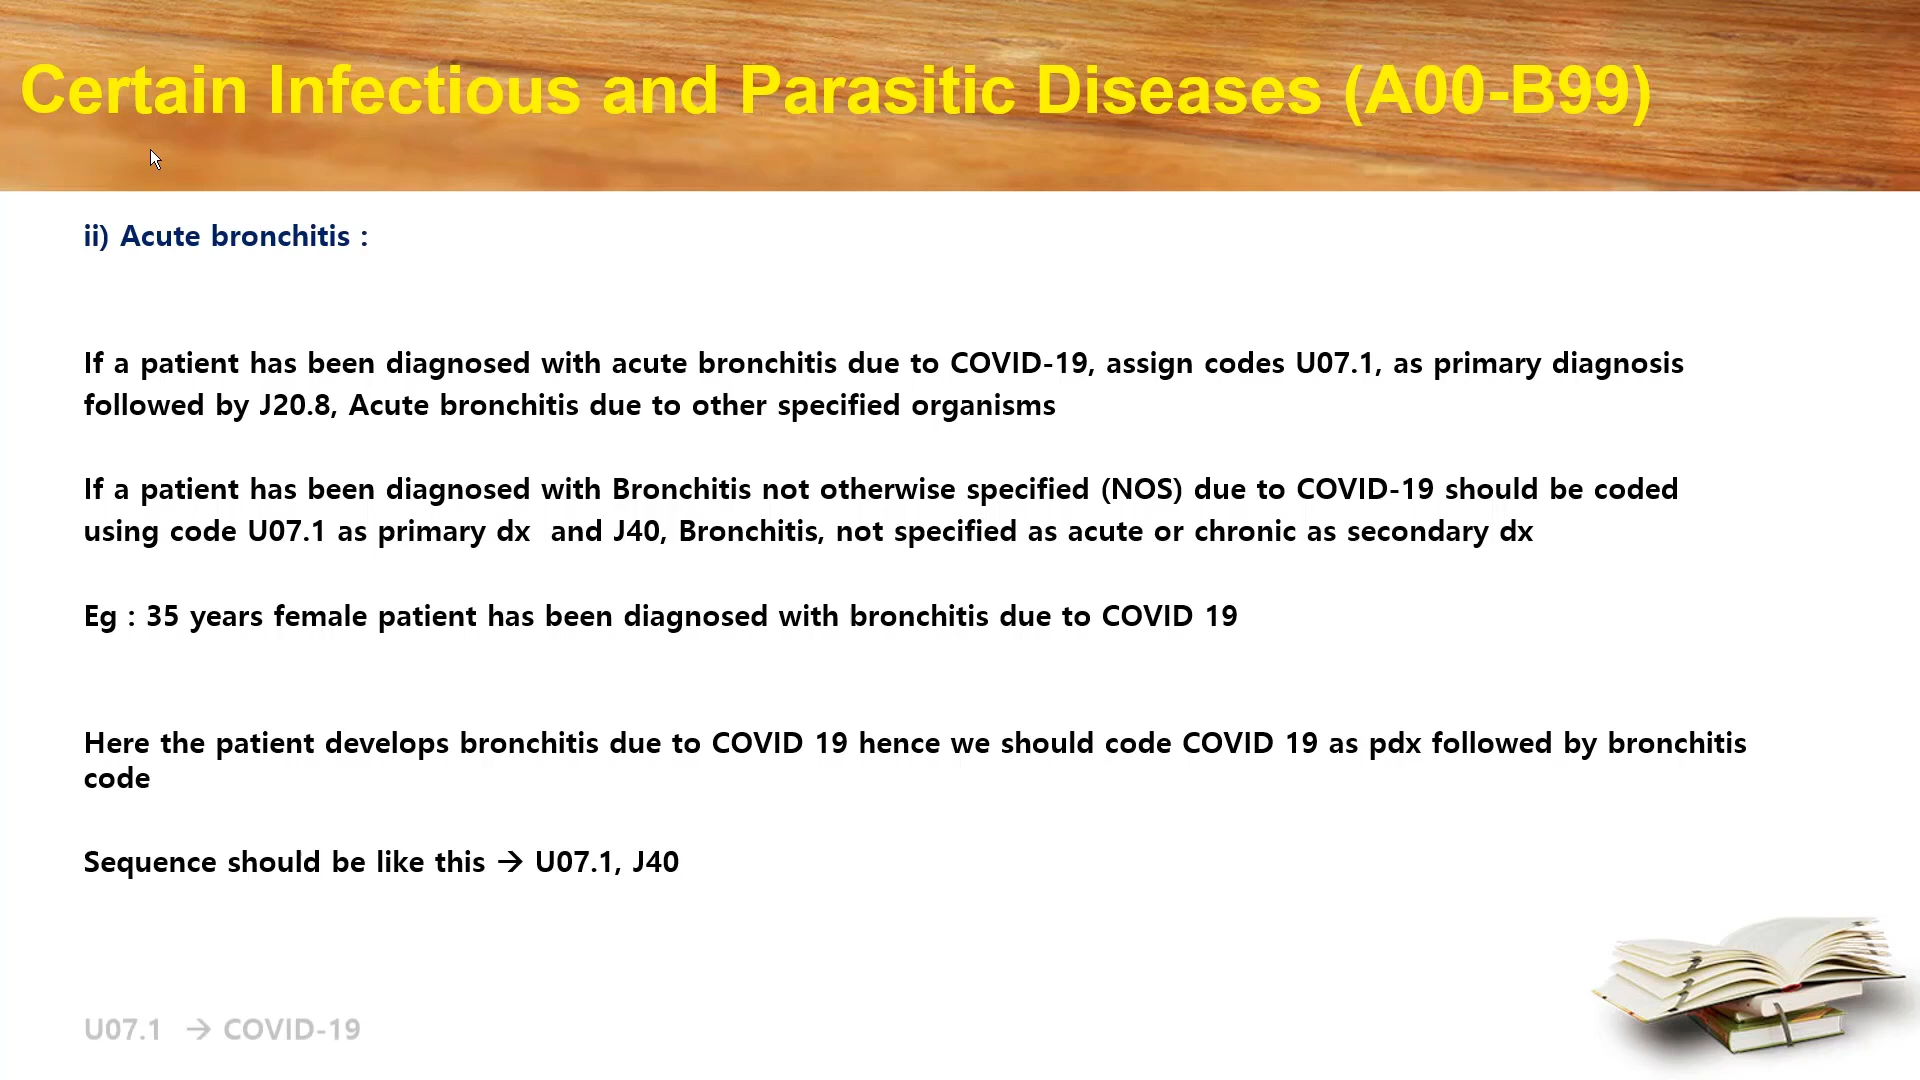 Certain Infectious and Parasitic Diseases (A00-B99)
ii) Acute bronchitis :
If a patient has been diagnosed with acute bronchitis due to COVID-19, assign codes U07.1, as primary diagnosis
followed by J20.8, Acute bronchitis due to other specified organisms
If a patient has been diagnosed with Bronchitis not otherwise specified (NOS) due to COVID-19 should be coded
using code U07.1 as primary dx  and J40, Bronchitis, not specified as acute or chronic as secondary dx
Eg : 35 years female patient has been diagnosed with bronchitis due to COVID 19
Here the patient develops bronchitis due to COVID 19 hence we should code COVID 19 as pdx followed by bronchitis
code
Sequence should be like this → U07.1, J40
U07.1 → COVID-19